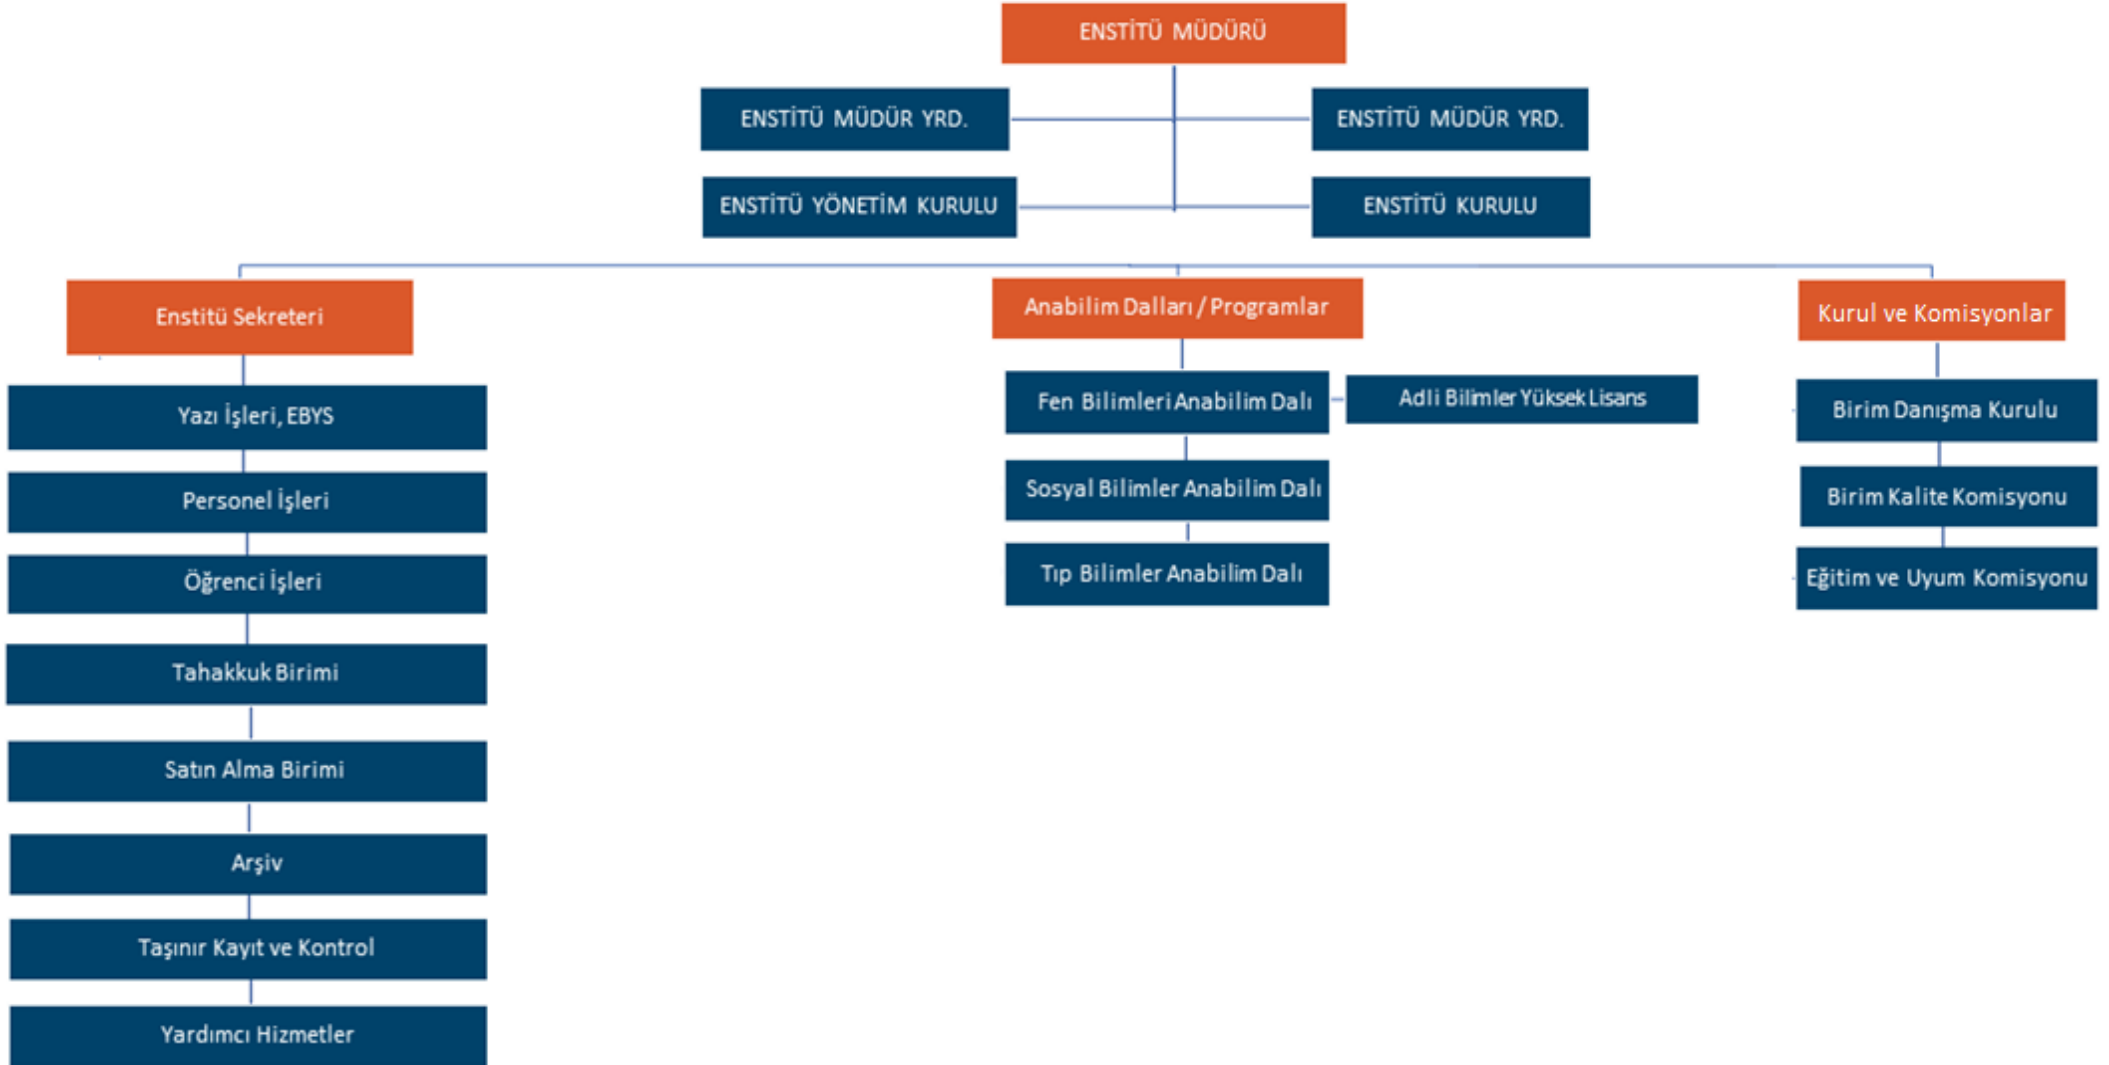 ENSTİTÜ MÜDÜRÜ
ENSTİTÜ MÜDÜR YRD.
ENSTİTÜ MÜDÜR YRD.
ENSTİTÜ YÖNETİM KURULU
ENSTİTÜ KURULU
Enstitü Sekreteri
Yazı İşleri, EBYS
Personel İşleri
Öğrenci İşleri
Tahakkuk Birimi
Satın Alma Birimi
Arşiv
Taşınır Kayıt ve Kontrol
Yardımcı Hizmetler
Anabilim Dalları / Programlar
Fen Bilimleri Anabilim Dalı
Adli Bilimler Yüksek Lisans
Sosyal Bilimler Anabilim Dalı
Tıp Bilimler Anabilim Dalı
Kurul ve Komisyonlar
Birim Danışma Kurulu
Birim Kalite Komisyonu
Eğitim ve Uyum Komisyonu